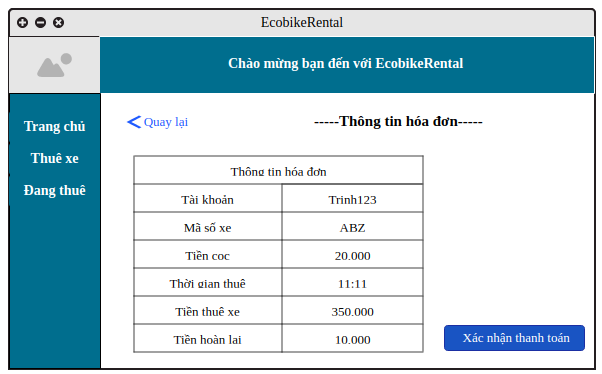 EcobikeRental
Chào mừng bạn đến với EcobikeRental
Trang chủ
Thuê xe
Đang thuê
Quay lại
-----Thông tin hóa đơn-----
Thông tin hóa đơn
Tài khoản Trinh123
Mã số xe ABZ
Tiền cọc 20.000
Thời gian thuê 11:11
Tiền thuê xe 350.000
Tiền hoàn lại 10.000
Xác nhận thanh toán